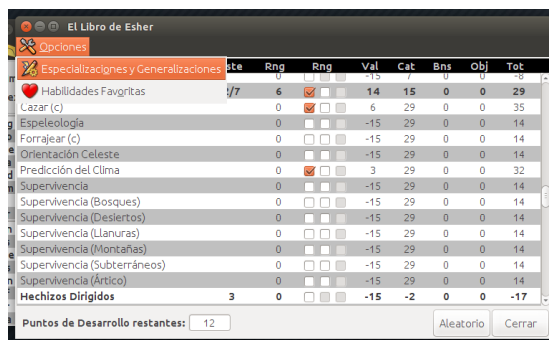 El Libro de Esher
Opciones
Especializaciones y Generalizaciones
Habilidades Favoritas
ste Rng Rng Val Cat Bns Obj Tot
0 -15 7 0 0 -8
2/7 6 14 15 0 0 29
Cazar (c) 0 6 29 0 0 35
Espeleología 0 -15 29 0 0 14
Forrajear (c) 0 -15 29 0 0 14
Orientación Celeste 0 -15 29 0 0 14
Predicción del Clima 0 3 29 0 0 32
Supervivencia 0 -15 29 0 0 14
Supervivencia (Bosques) 0 -15 29 0 0 14
Supervivencia (Desiertos) 0 -15 29 0 0 14
Supervivencia (Llanuras) 0 -15 29 0 0 14
Supervivencia (Montañas) 0 -15 29 0 0 14
Supervivencia (Subterráneos) 0 -15 29 0 0 14
Supervivencia (Ártico) 0 -15 29 0 0 14
Hechizos Dirigidos 3 0 -15 -2 0 0 -17
Puntos de Desarrollo restantes: 12 Aleatorio Cerrar